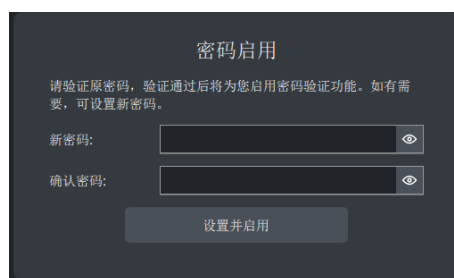 密码启用
请验证原密码，验证通过后将为您启用密码验证功能。如有需
要，可设置新密码。
新密码:
确认密码:
设置并启用